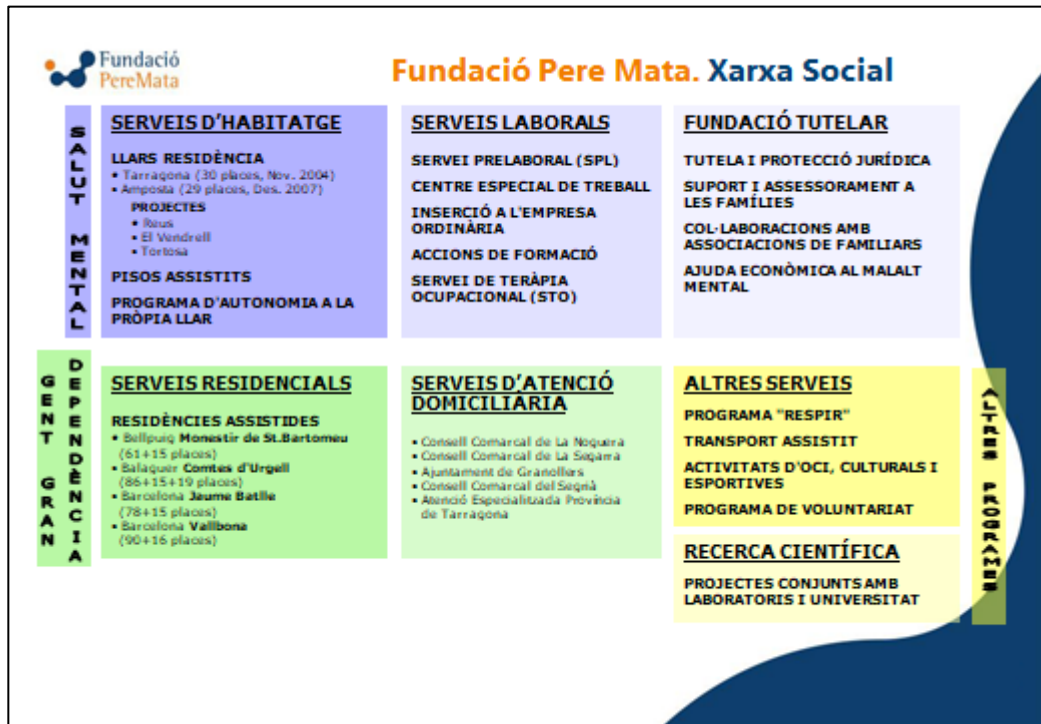 Fundació
PereMata
Fundació Pere Mata. Xarxa Social
SALUT MENTAL
SERVEIS D'HABITATGE
LLARS RESIDÈNCIA
• Tarragona (30 places, Nov. 2004)
• Amposta (29 places, Des. 2007)
PROJECTES
• Reus
• El Vendrell
• Tortosa
PISOS ASSISTITS
PROGRAMA D'AUTONOMIA A LA
PRÒPIA LLAR
SERVEIS LABORALS
SERVEI PRELABORAL (SPL)
CENTRE ESPECIAL DE TREBALL
INSERCIÓ A L'EMPRESA
ORDINÀRIA
ACCIONS DE FORMACIÓ
SERVEI DE TERÀPIA
OCUPACIONAL (STO)
FUNDACIÓ TUTELAR
TUTELA I PROTECCIÓ JURÍDICA
SUPORT I ASSESSORAMENT A
LES FAMÍLIES
COL·LABORACIONS AMB
ASSOCIACIONS DE FAMILIARS
AJUDA ECONÒMICA AL MALALT
MENTAL
GENT GRAN
DEPENDÈNCIA
SERVEIS RESIDENCIALS
RESIDÈNCIES ASSISTIDES
• Bellpuig Monestir de St.Bartomeu
(61+15 places)
• Balaguer Comtes d'Urgell
(86+15+19 places)
• Barcelona Jaume Batlle
(78+15 places)
• Barcelona Vallbona
(90+16 places)
SERVEIS D'ATENCIÓ
DOMICILIÀRIA
• Consell Comarcal de La Noguera
• Consell Comarcal de La Segarra
• Ajuntament de Granollers
• Consell Comarcal del Segrià
• Atenció Especialitzada Província
de Tarragona
ALTRES SERVEIS
PROGRAMA "RESPIR"
TRANSPORT ASSISTIT
ACTIVITATS D'OCI, CULTURALS I
ESPORTIVES
PROGRAMA DE VOLUNTARIAT
RECERCA CIENTÍFICA
PROJECTES CONJUNTS AMB
LABORATORIS I UNIVERSITAT
ALTRES PROGRAMES